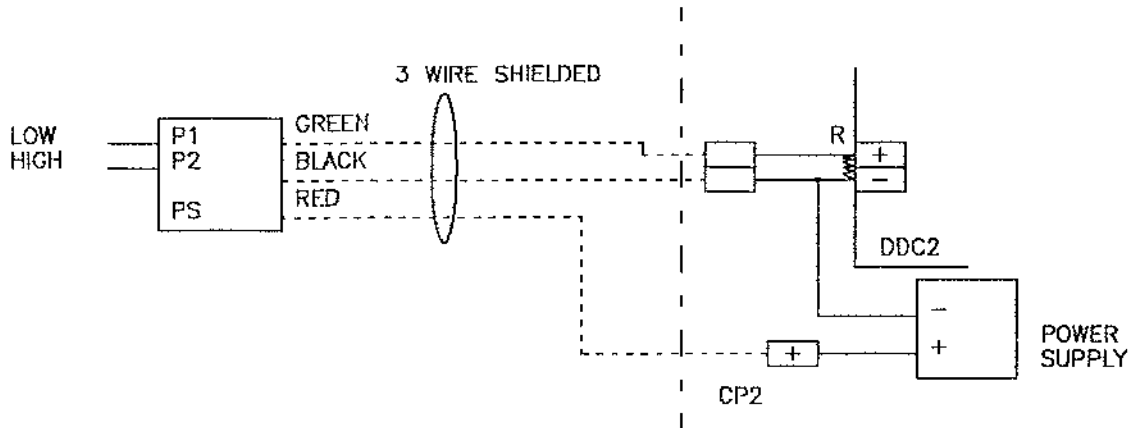 3 WIRE SHIELDED
LOW
HIGH
P1
P2
PS
GREEN
BLACK
RED
R
+
−
DDC2
−
+
POWER
SUPPLY
+
CP2